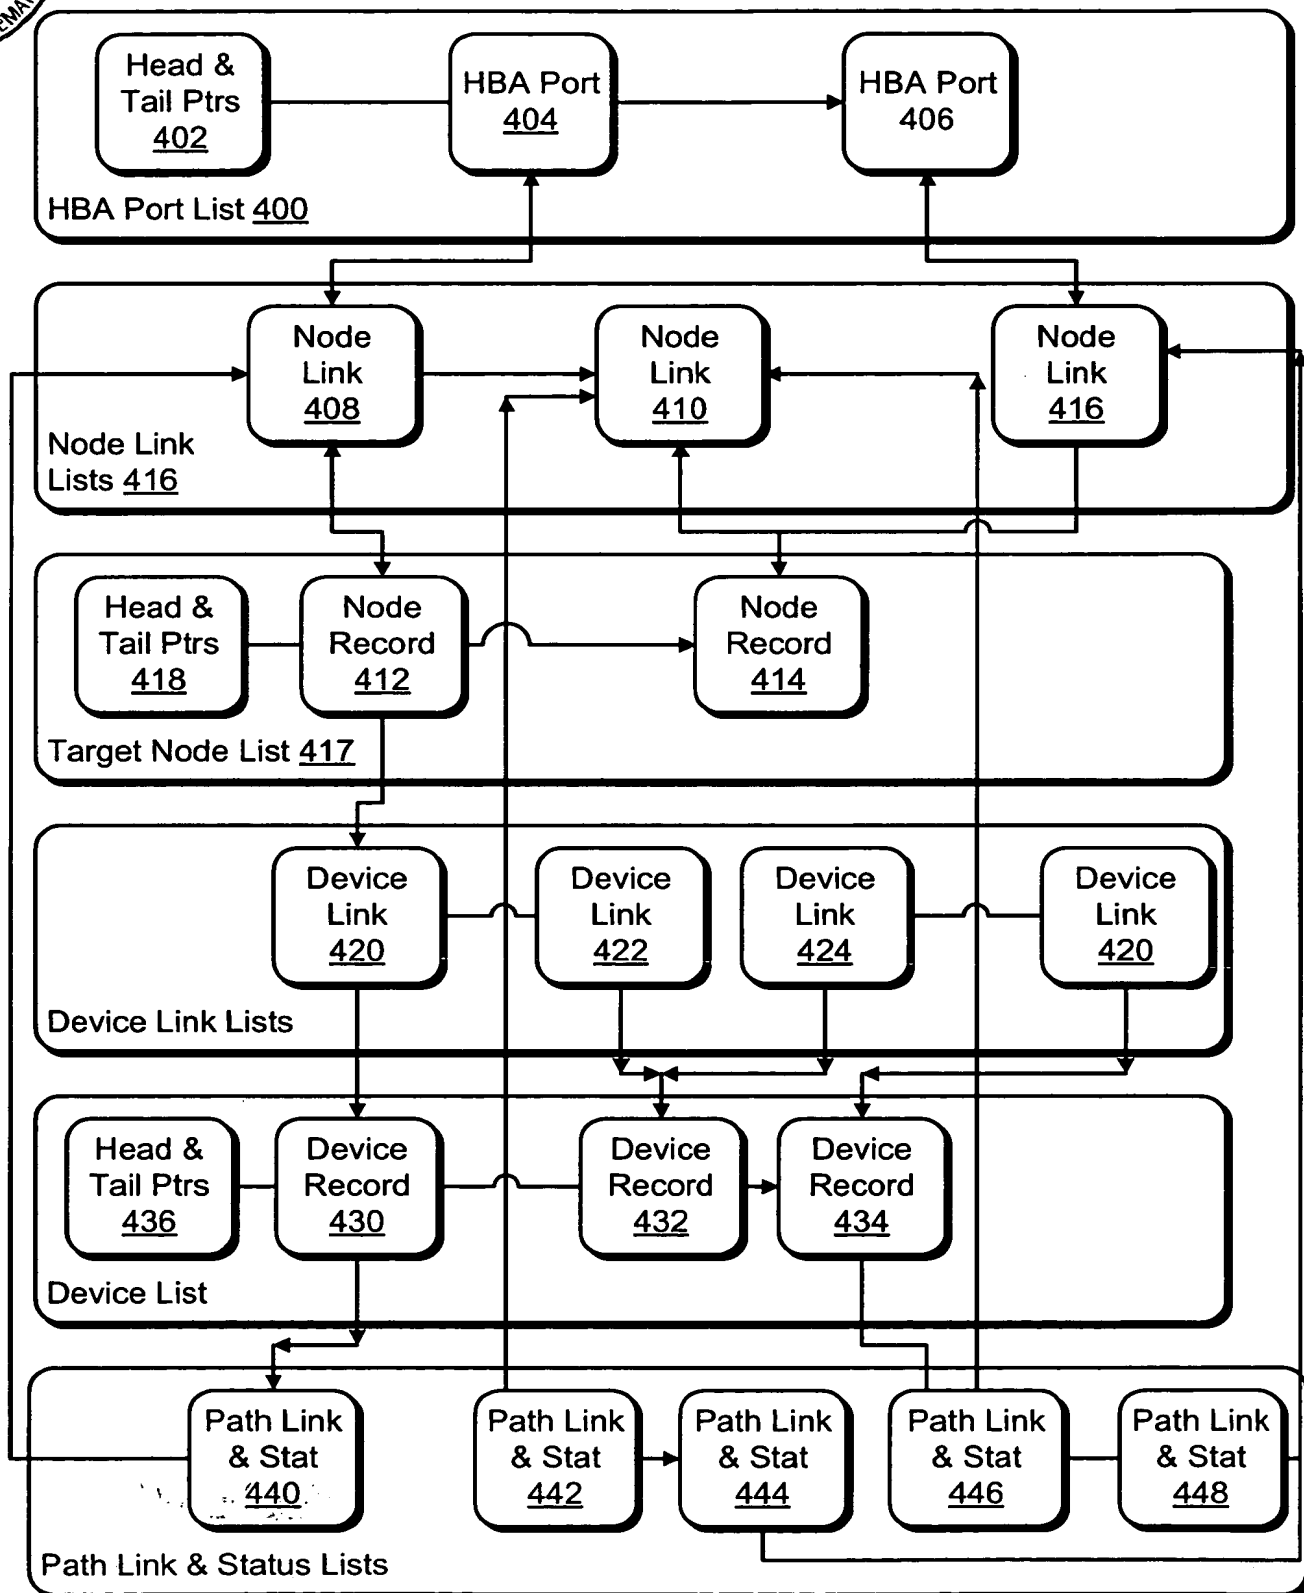 Head &
Tail Ptrs
402
HBA Port
404
HBA Port
406
HBA Port List 400
Node
Link
408
Node
Link
410
Node
Link
416
Node Link
Lists 416
Head &
Tail Ptrs
418
Node
Record
412
Node
Record
414
Target Node List 417
Device
Link
420
Device
Link
422
Device
Link
424
Device
Link
420
Device Link Lists
Head &
Tail Ptrs
436
Device
Record
430
Device
Record
432
Device
Record
434
Device List
Path Link
& Stat
440
Path Link
& Stat
442
Path Link
& Stat
444
Path Link
& Stat
446
Path Link
& Stat
448
Path Link & Status Lists